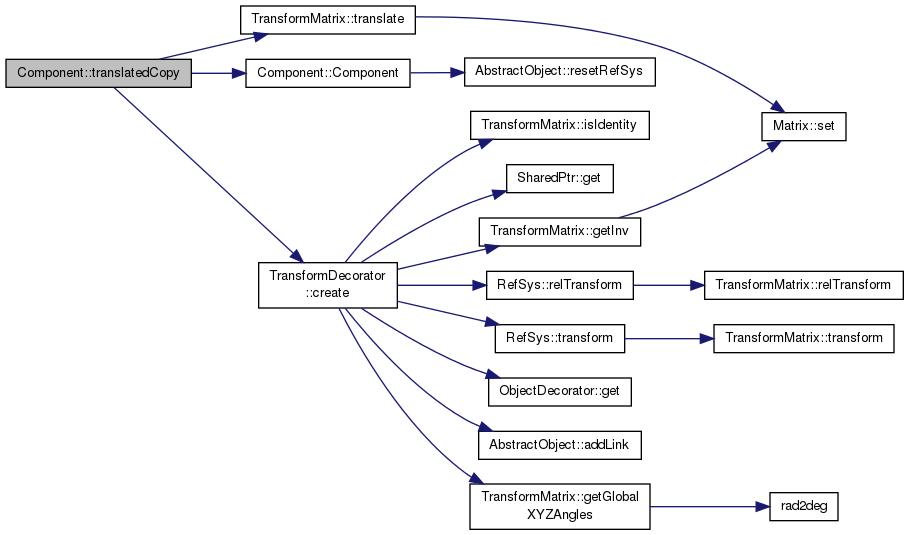 TransformMatrix::translate
Component::translatedCopy
Component::Component
AbstractObject::resetRefSys
TransformMatrix::isIdentity
Matrix::set
SharedPtr::get
TransformMatrix::getInv
TransformDecorator
::create
RefSys::relTransform
TransformMatrix::relTransform
RefSys::transform
TransformMatrix::transform
ObjectDecorator::get
AbstractObject::addLink
TransformMatrix::getGlobal
XYZAngles
rad2deg